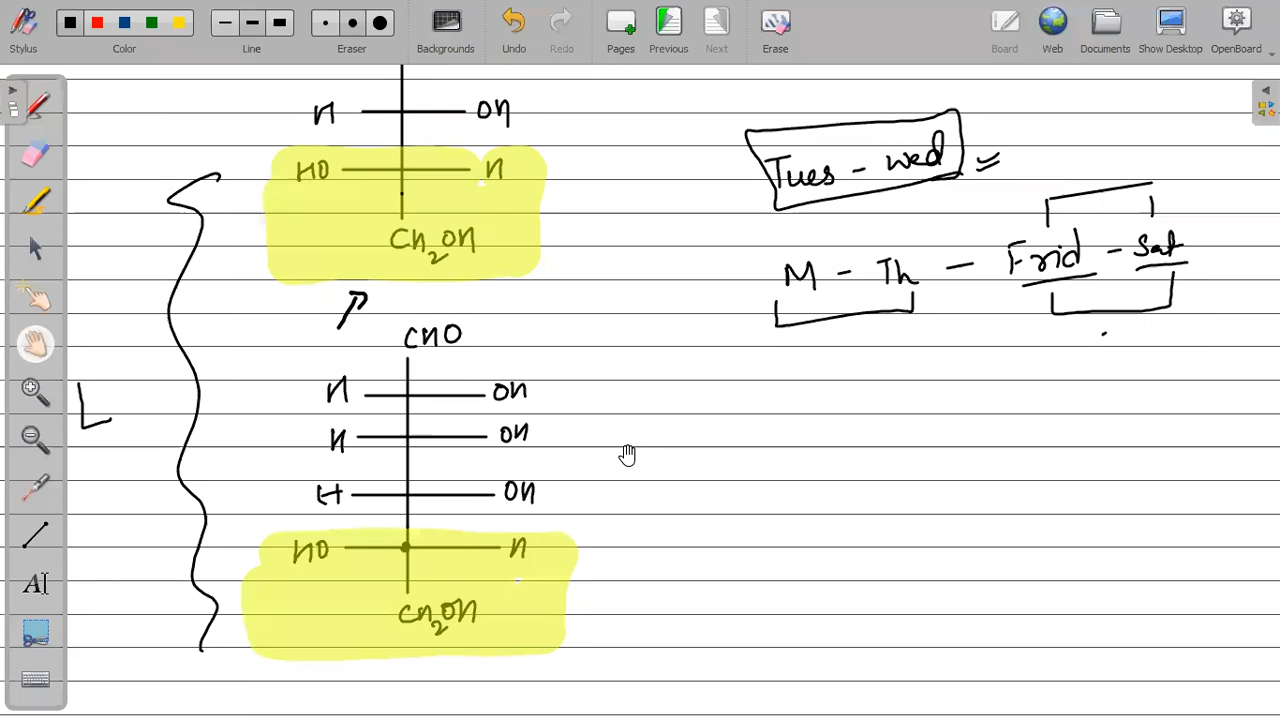 Stylus Color Line Eraser Backgrounds Undo Redo Pages Previous Next Erase Board Web Documents Show Desktop OpenBoard
H OH
HO H
CH2OH
CHO
H OH
H OH
H OH
HO H
CH2OH
L
Tues - wed
M - Th - Frid - Sat